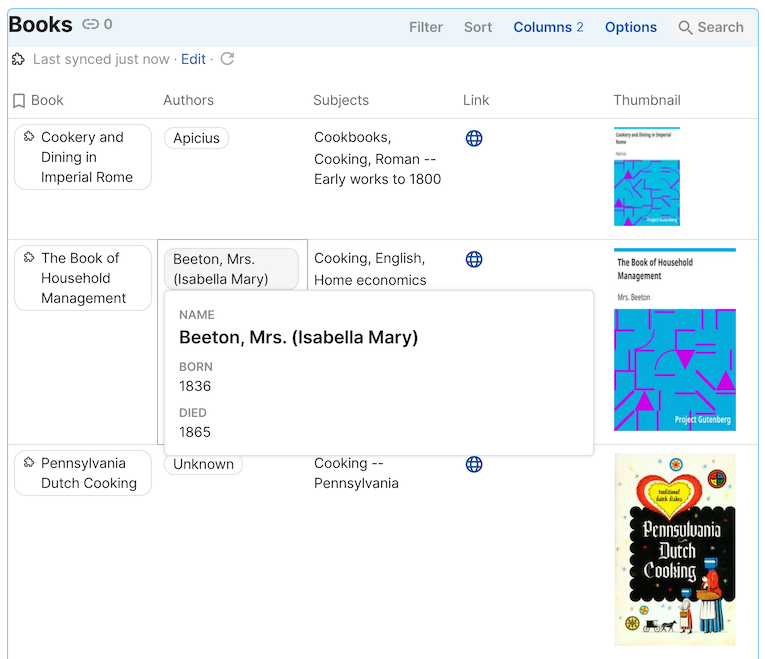 Books 0
Filter Sort Columns 2 Options Search
Last synced just now · Edit ·
Book Authors Subjects Link Thumbnail
Cookery and
Dining in
Imperial Rome
Apicius
Cookbooks,
Cooking, Roman --
Early works to 1800
Cookery and Dining in Imperial
Rome
Apicius
Project Gutenberg
The Book of
Household
Management
Beeton, Mrs.
(Isabella Mary)
Cooking, English,
Home economics
The Book of Household
Management
Mrs. Beeton
Project Gutenberg
NAME
Beeton, Mrs. (Isabella Mary)
BORN
1836
DIED
1865
Pennsylvania
Dutch Cooking
Unknown
Cooking --
Pennsylvania
traditional
dutch dishes
Pennsylvania
Dutch
Cooking